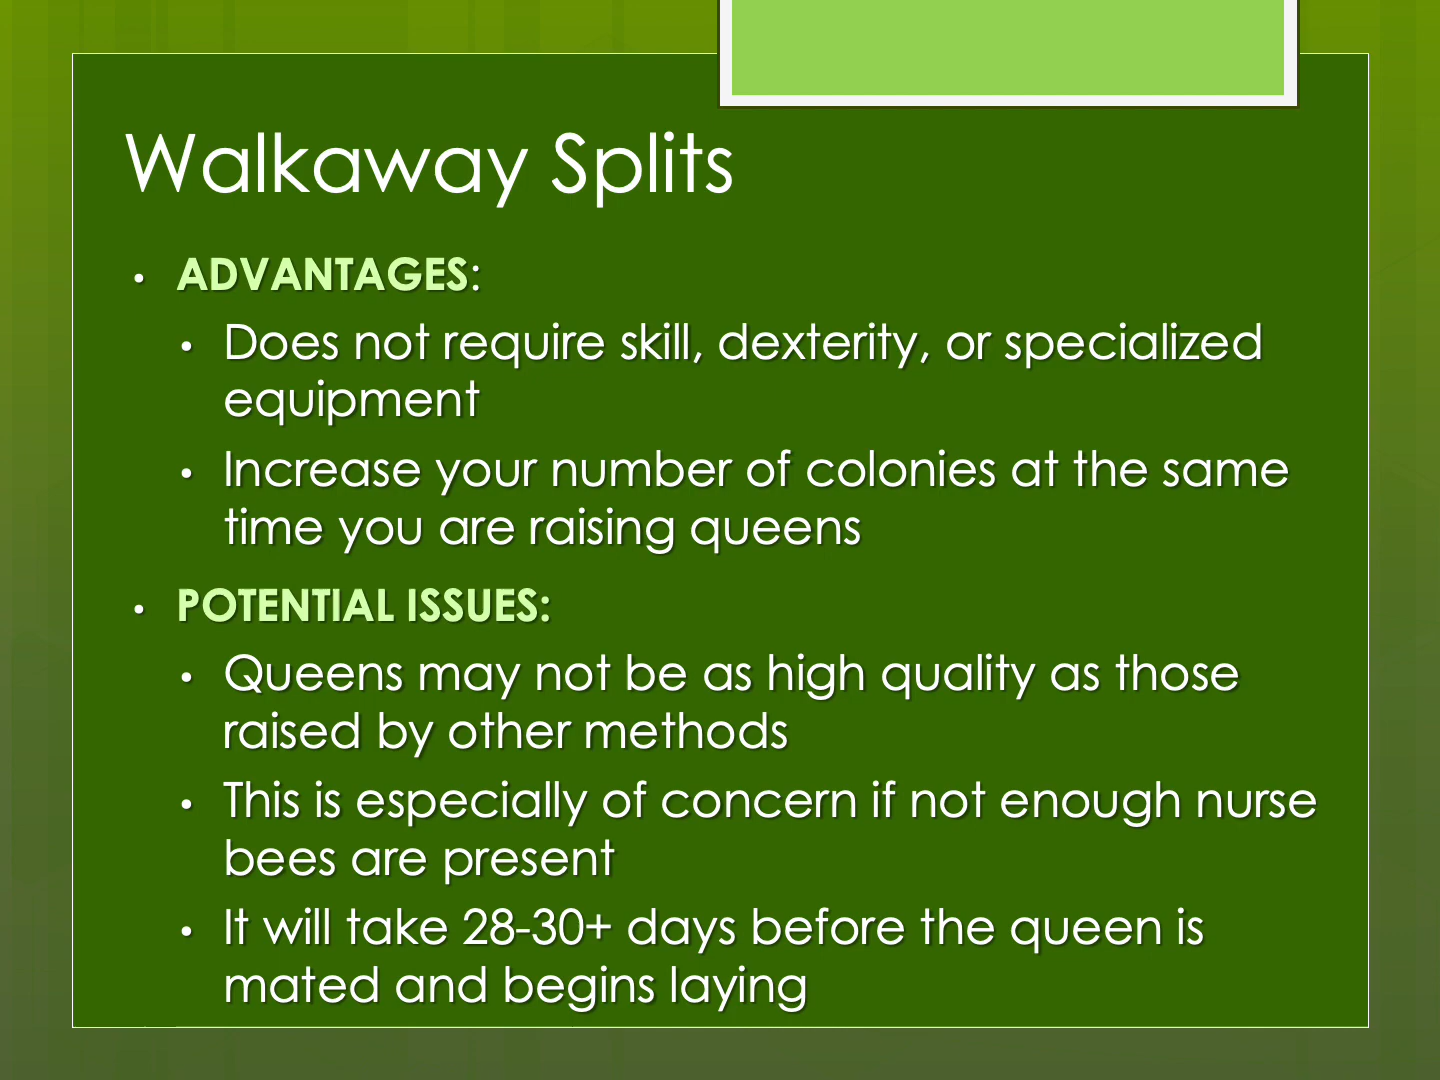 Walkaway Splits
• ADVANTAGES:
• Does not require skill, dexterity, or specialized
equipment
• Increase your number of colonies at the same
time you are raising queens
• POTENTIAL ISSUES:
• Queens may not be as high quality as those
raised by other methods
• This is especially of concern if not enough nurse
bees are present
• It will take 28-30+ days before the queen is
mated and begins laying